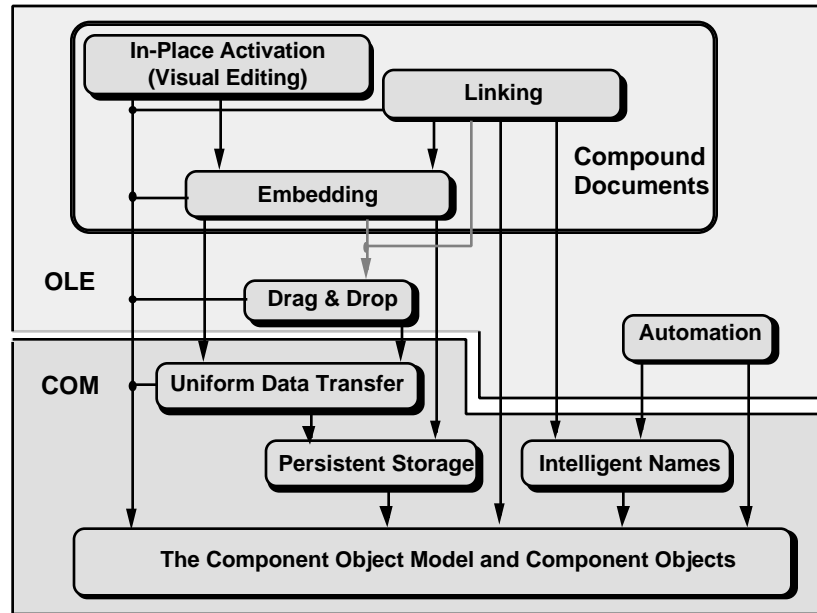 In-Place Activation
(Visual Editing)
Linking
Compound
Documents
Embedding
OLE
Drag & Drop
Automation
COM
Uniform Data Transfer
Persistent Storage
Intelligent Names
The Component Object Model and Component Objects